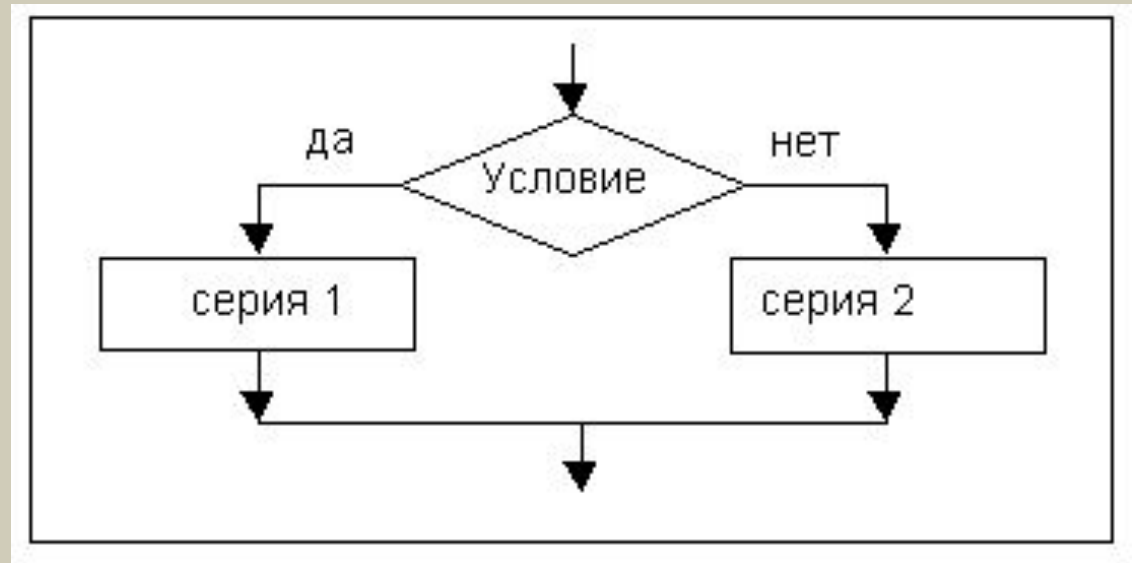 да
нет
Условие
серия 1
серия 2